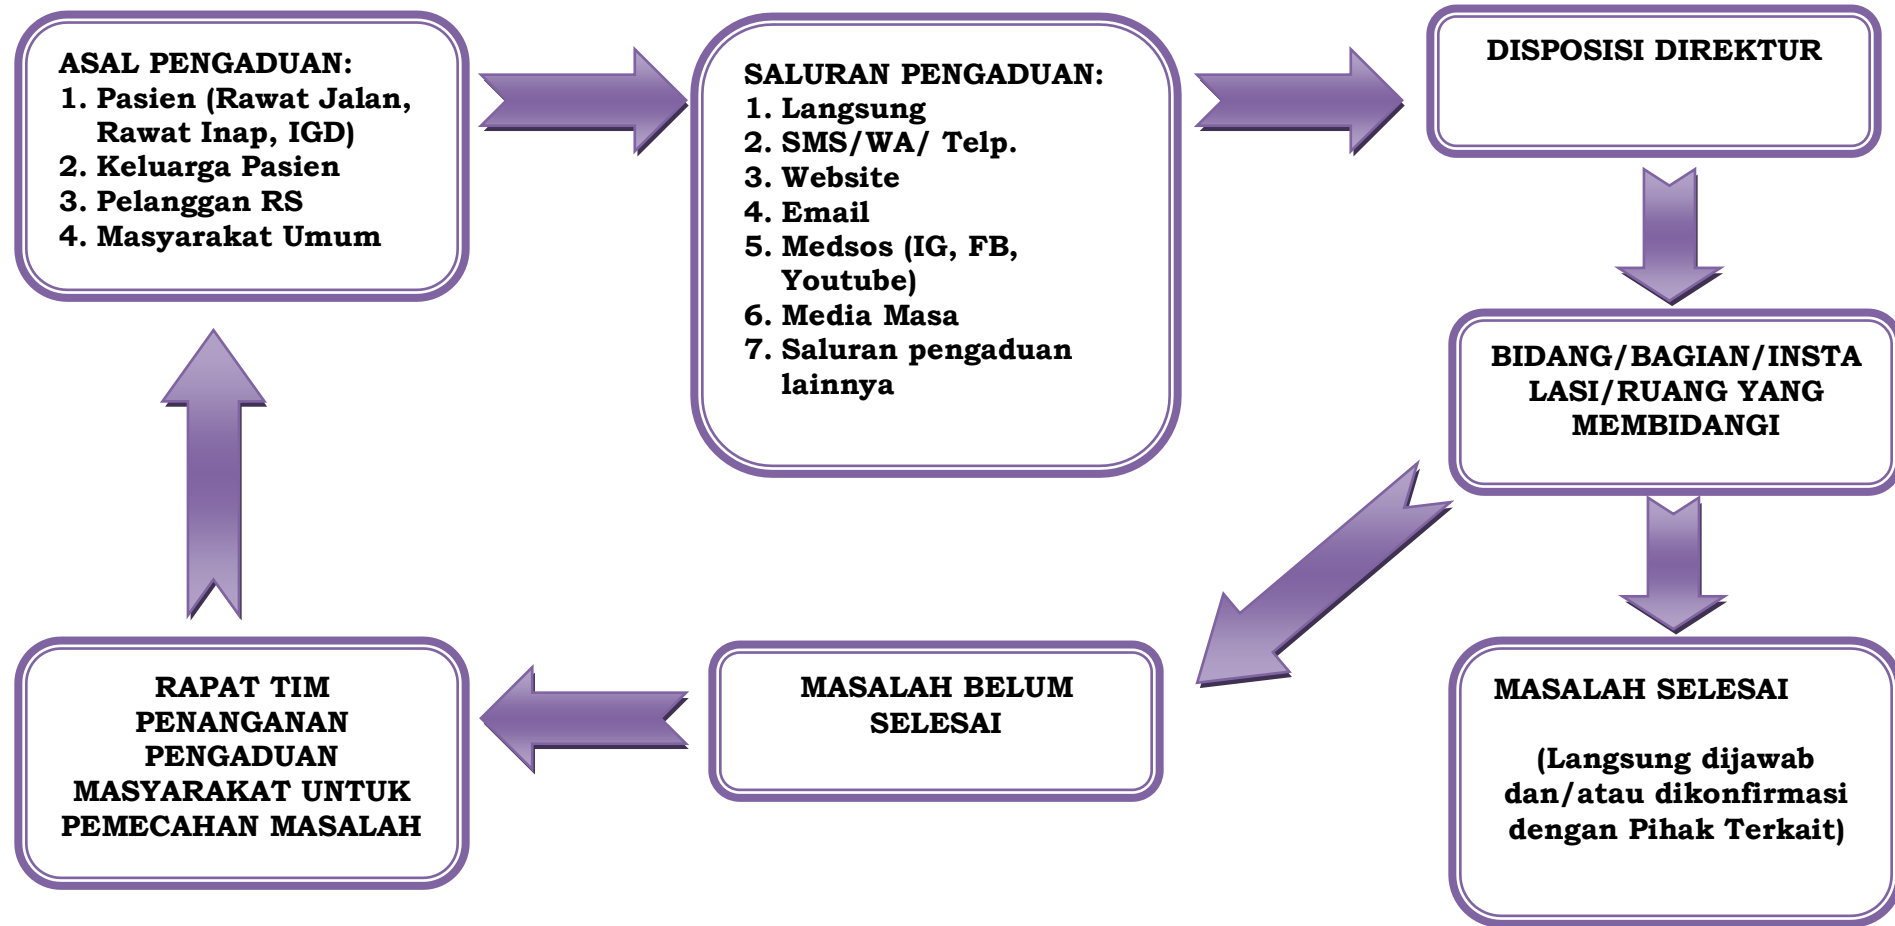 ASAL PENGADUAN:
1. Pasien (Rawat Jalan,
Rawat Inap, IGD)
2. Keluarga Pasien
3. Pelanggan RS
4. Masyarakat Umum
SALURAN PENGADUAN:
1. Langsung
2. SMS/WA/ Telp.
3. Website
4. Email
5. Medsos (IG, FB,
Youtube)
6. Media Masa
7. Saluran pengaduan
lainnya
DISPOSISI DIREKTUR
BIDANG/BAGIAN/INSTA
LASI/RUANG YANG
MEMBIDANGI
MASALAH SELESAI
(Langsung dijawab
dan/atau dikonfirmasi
dengan Pihak Terkait)
MASALAH BELUM
SELESAI
RAPAT TIM
PENANGANAN
PENGADUAN
MASYARAKAT UNTUK
PEMECAHAN MASALAH